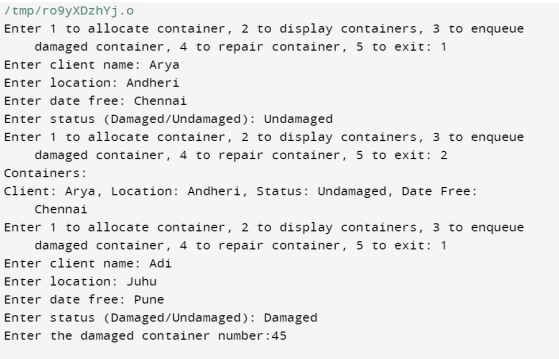 /tmp/ro9yXDzhYj.o
Enter 1 to allocate container, 2 to display containers, 3 to enqueue
damaged container, 4 to repair container, 5 to exit: 1
Enter client name: Arya
Enter location: Andheri
Enter date free: Chennai
Enter status (Damaged/Undamaged): Undamaged
Enter 1 to allocate container, 2 to display containers, 3 to enqueue
damaged container, 4 to repair container, 5 to exit: 2
Containers:
Client: Arya, Location: Andheri, Status: Undamaged, Date Free:
Chennai
Enter 1 to allocate container, 2 to display containers, 3 to enqueue
damaged container, 4 to repair container, 5 to exit: 1
Enter client name: Adi
Enter location: Juhu
Enter date free: Pune
Enter status (Damaged/Undamaged): Damaged
Enter the damaged container number:45